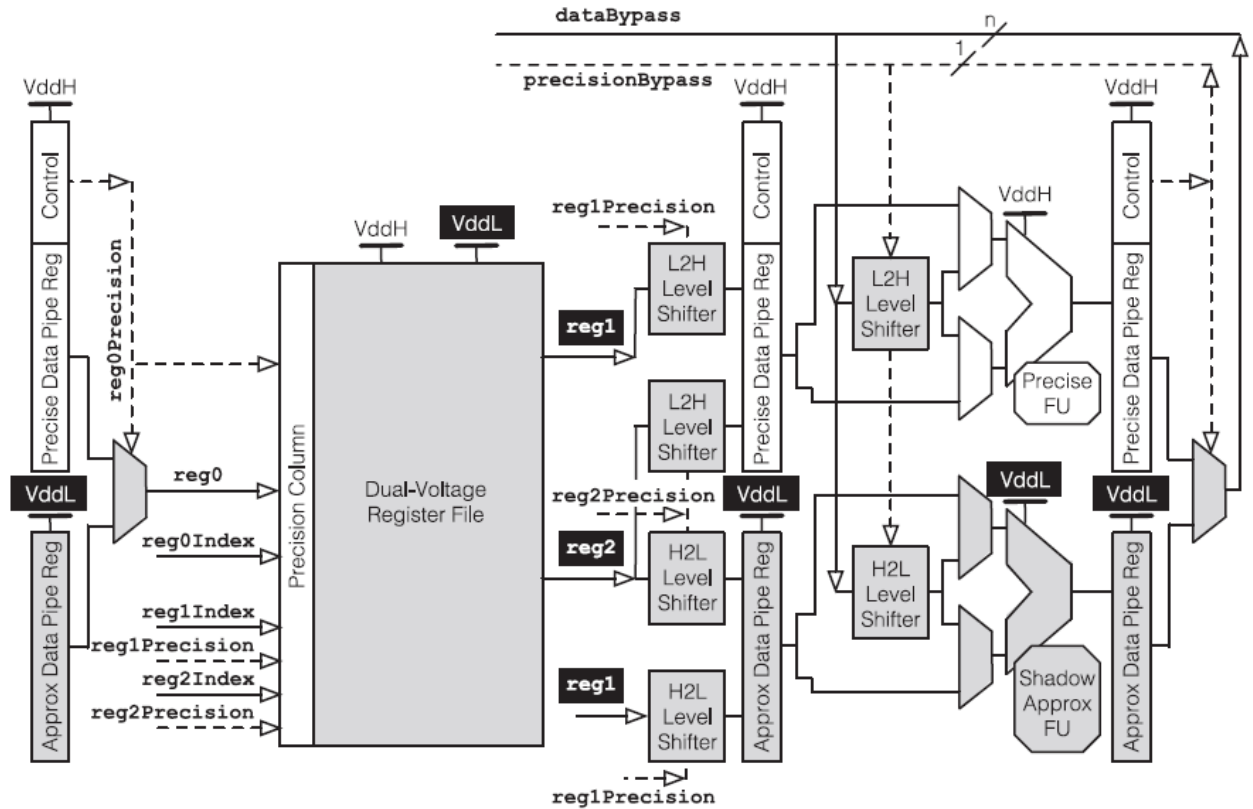 dataBypass
n
1
precisionBypass
VddH
Control
Precise Data Pipe Reg
VddL
Approx Data Pipe Reg
reg0Precision
reg0
reg0Index
reg1Index
reg1Precision
reg2Index
reg2Precision
VddH
VddL
Precision Column
Dual-Voltage
Register File
reg1Precision
L2H
Level
Shifter
reg1
L2H
Level
Shifter
reg2Precision
reg2
H2L
Level
Shifter
reg1
H2L
Level
Shifter
reg1Precision
VddH
Control
Precise Data Pipe Reg
VddL
Approx Data Pipe Reg
L2H
Level
Shifter
H2L
Level
Shifter
VddH
Precise
FU
VddL
Shadow
Approx
FU
VddH
Control
Precise Data Pipe Reg
VddL
Approx Data Pipe Reg